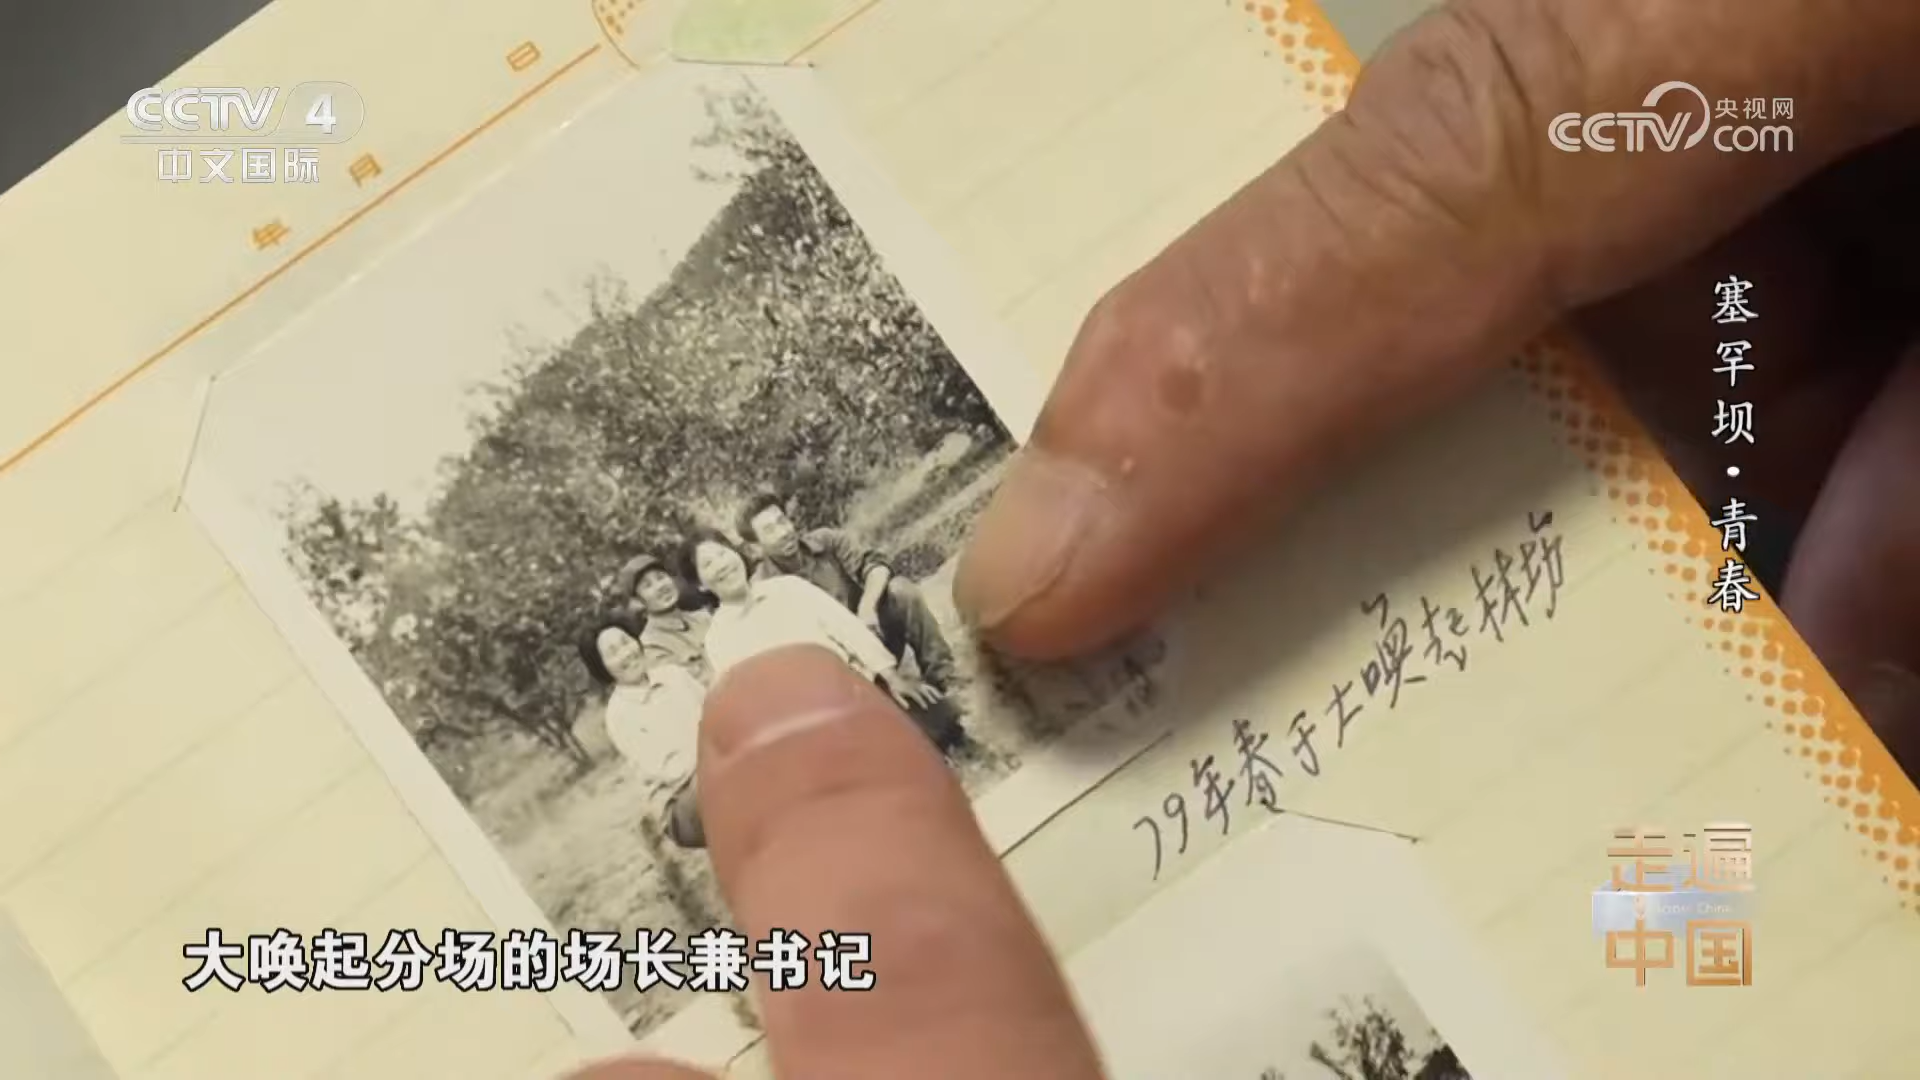 CCTV 4
中文国际
央视网
CCTV.com
年 月 日
塞罕坝·青春
79年春于大唤起林场
走遍
中国
大唤起分场的场长兼书记